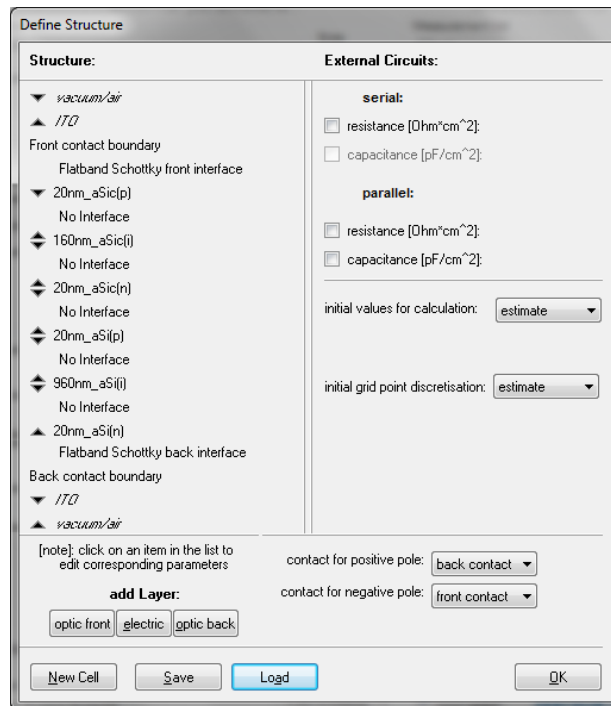 Define Structure
Structure:
vacuum/air
ITO
Front contact boundary
Flatband Schottky front interface
20nm_aSic(p)
No Interface
160nm_aSic(i)
No Interface
20nm_aSic(n)
No Interface
20nm_aSi(p)
No Interface
960nm_aSi(i)
No Interface
20nm_aSi(n)
Flatband Schottky back interface
Back contact boundary
ITO
vacuum/air
[note]: click on an item in the list to
edit corresponding parameters
add Layer:
optic front electric optic back
External Circuits:
serial:
resistance [Ohm*cm^2]:
capacitance [pF/cm^2]:
parallel:
resistance [Ohm*cm^2]:
capacitance [pF/cm^2]:
initial values for calculation: estimate
initial grid point discretisation: estimate
contact for positive pole: back contact
contact for negative pole: front contact
New Cell Save Load OK